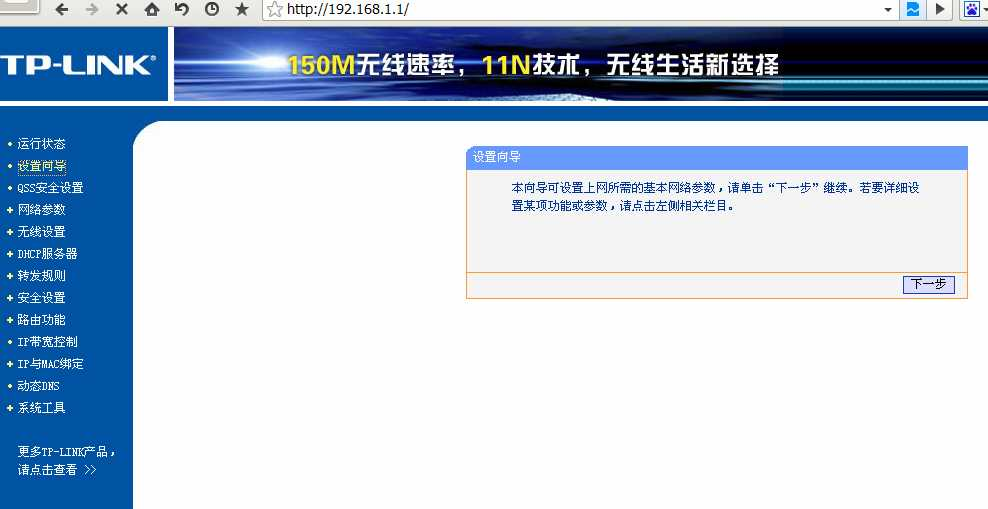 http://192.168.1.1/
TP-LINK®
150M无线速率，11N技术，无线生活新选择
运行状态
设置向导
QSS安全设置
网络参数
无线设置
DHCP服务器
转发规则
安全设置
路由功能
IP带宽控制
IP与MAC绑定
动态DNS
系统工具
更多TP-LINK产品，
请点击查看 >>
设置向导
本向导可设置上网所需的基本网络参数，请单击“下一步”继续。若要详细设
置某项功能或参数，请点击左侧相关栏目。
下一步